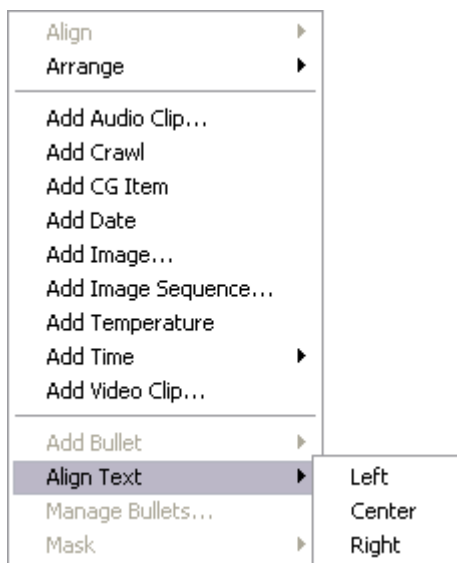 Align
Arrange
Add Audio Clip...
Add Crawl
Add CG Item
Add Date
Add Image...
Add Image Sequence...
Add Temperature
Add Time
Add Video Clip...
Add Bullet
Align Text
Left
Manage Bullets...
Center
Mask
Right